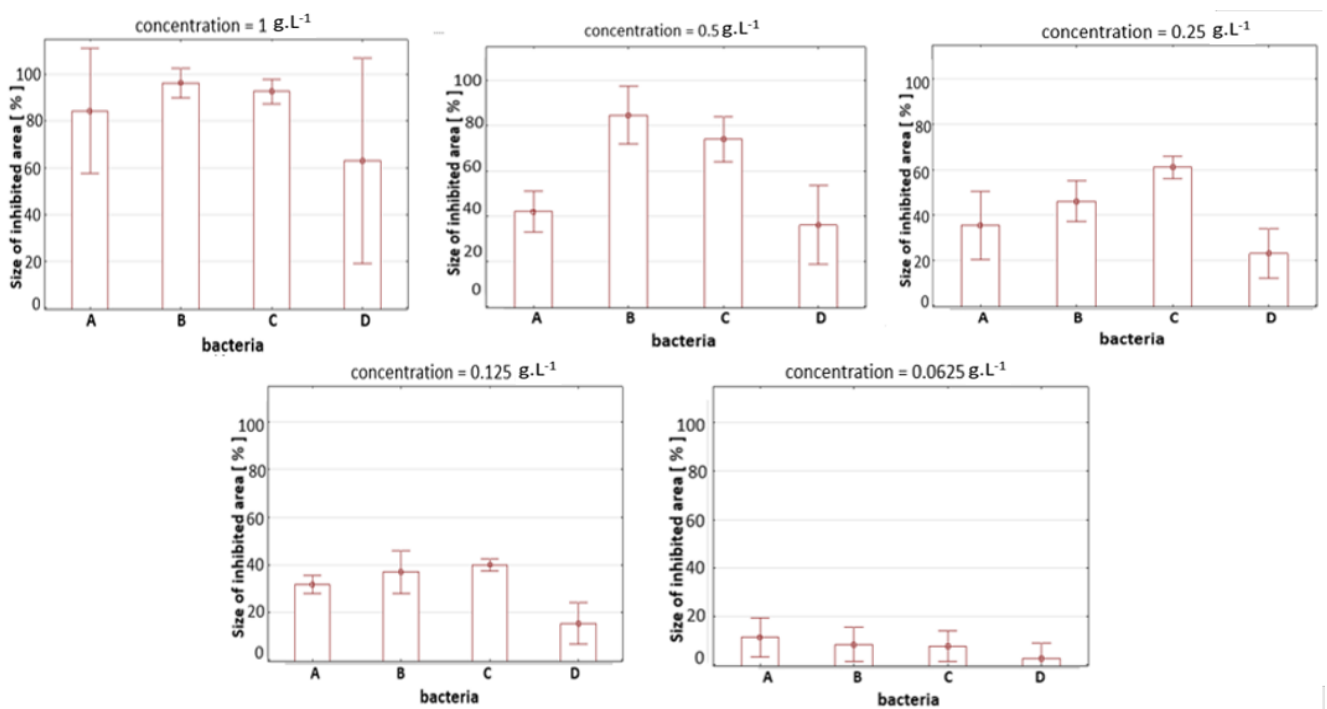 concentration = 1 g.L⁻¹
Size of inhibited area [ % ]
100
80
60
40
20
0
A B C D
bacteria
concentration = 0.5 g.L⁻¹
Size of inhibited area [ % ]
100
80
60
40
20
0
A B C D
bacteria
concentration = 0.25 g.L⁻¹
Size of inhibited area [ % ]
100
80
60
40
20
0
A B C D
bacteria
concentration = 0.125 g.L⁻¹
Size of inhibited area [ % ]
100
80
60
40
20
0
A B C D
bacteria
concentration = 0.0625 g.L⁻¹
Size of inhibited area [ % ]
100
80
60
40
20
0
A B C D
bacteria